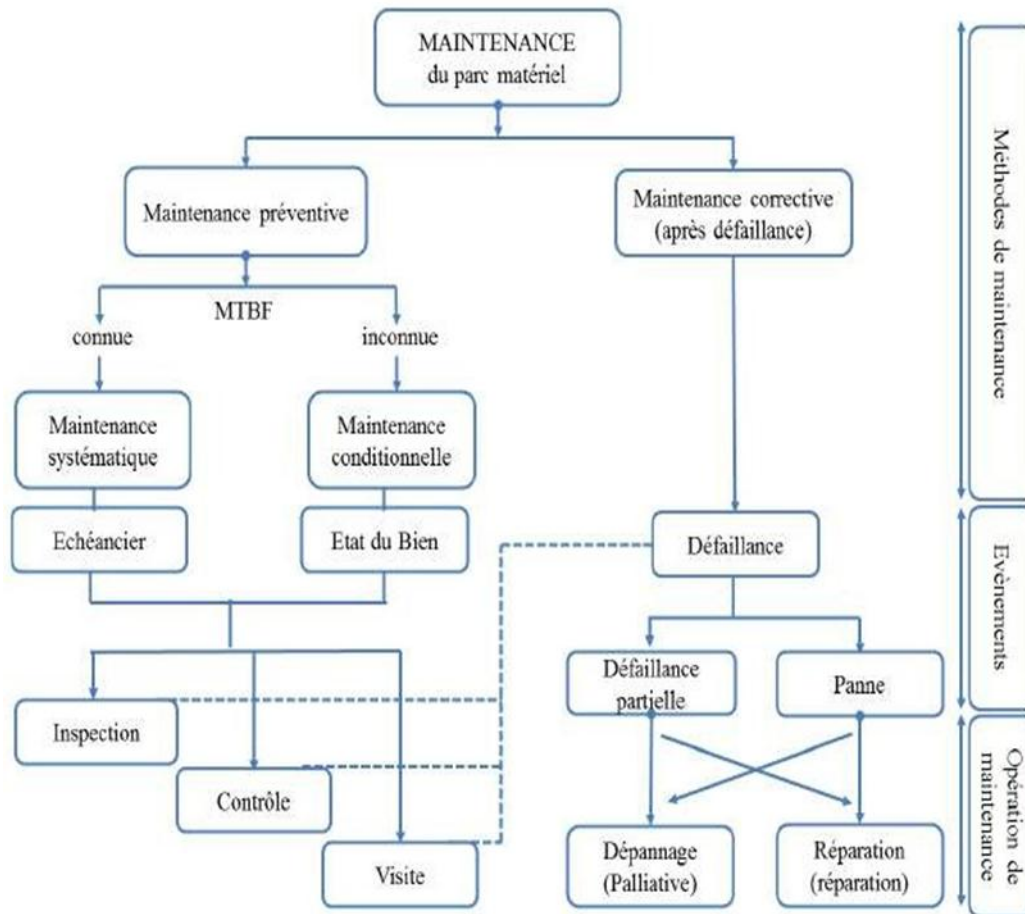 MAINTENANCE
du parc matériel
Maintenance préventive
Maintenance corrective
(après défaillance)
MTBF
connue
inconnue
Maintenance
systématique
Maintenance
conditionnelle
Echéancier
Etat du Bien
Défaillance
Défaillance
partielle
Panne
Inspection
Contrôle
Visite
Dépannage
(Palliative)
Réparation
(réparation)
Méthodes de maintenance
Evènements
Opération de
maintenance